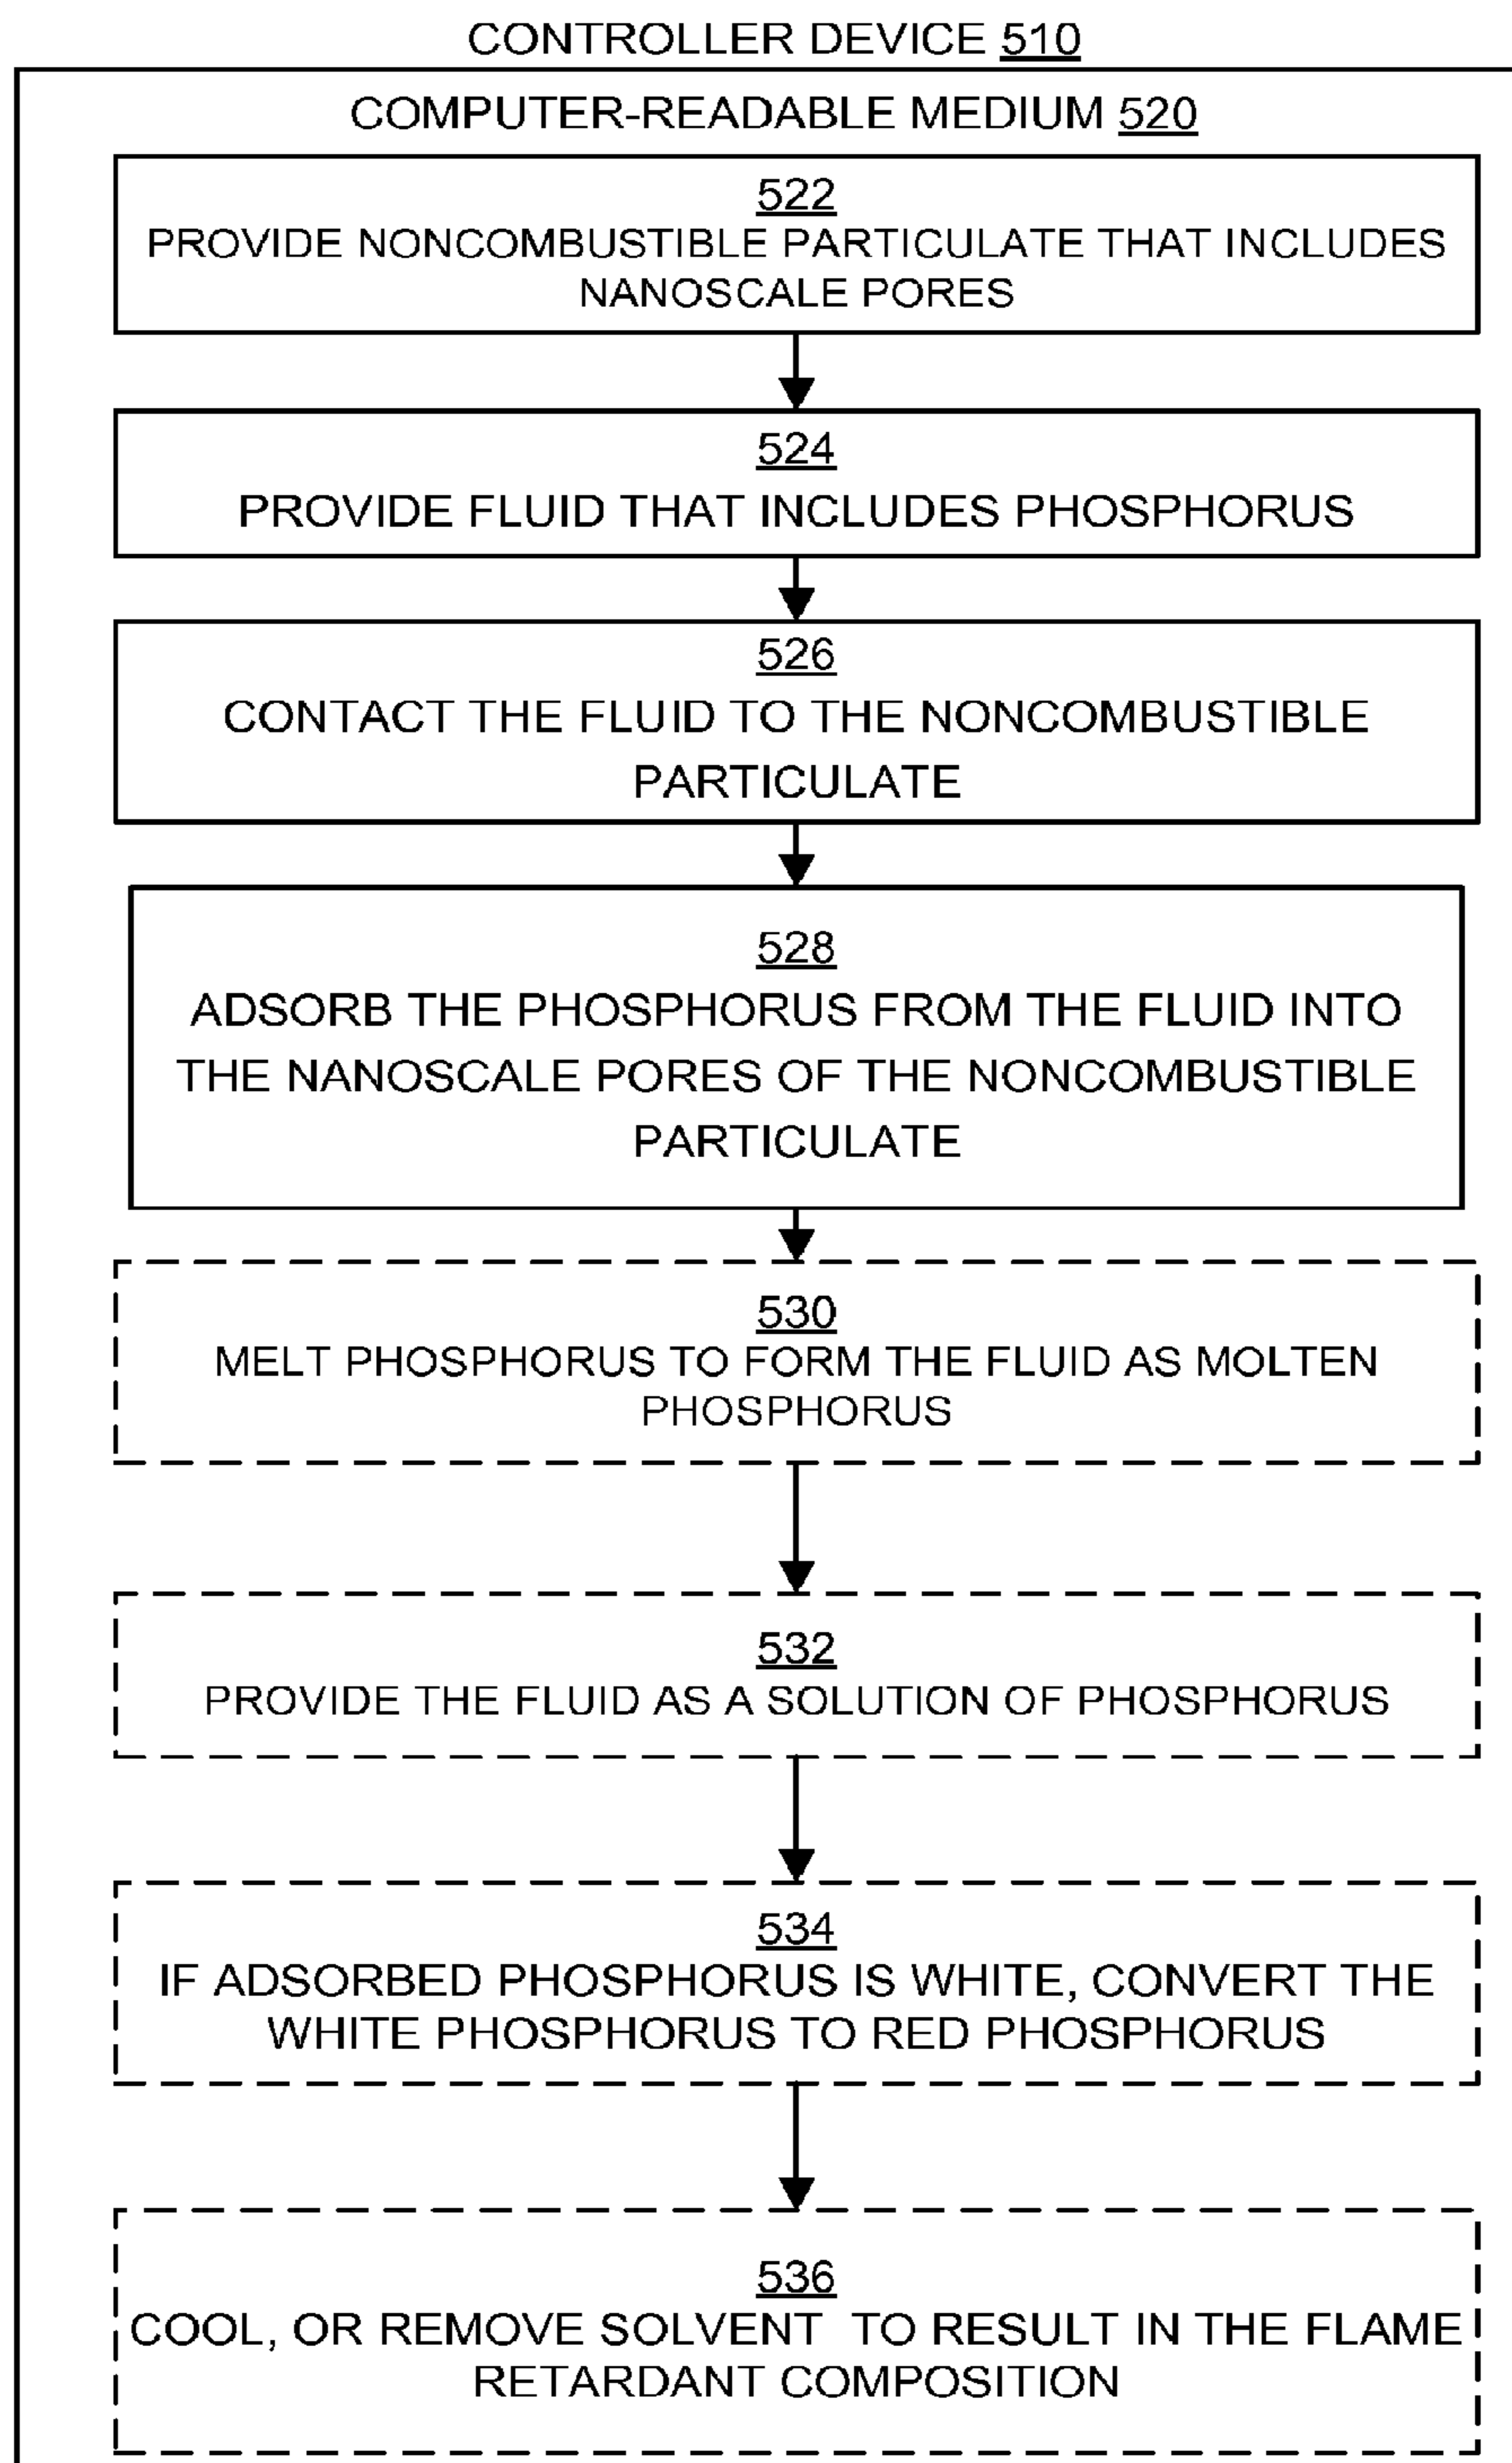 CONTROLLER DEVICE 510
COMPUTER-READABLE MEDIUM 520
522
PROVIDE NONCOMBUSTIBLE PARTICULATE THAT INCLUDES
NANOSCALE PORES
524
PROVIDE FLUID THAT INCLUDES PHOSPHORUS
526
CONTACT THE FLUID TO THE NONCOMBUSTIBLE
PARTICULATE
528
ADSORB THE PHOSPHORUS FROM THE FLUID INTO
THE NANOSCALE PORES OF THE NONCOMBUSTIBLE
PARTICULATE
530
MELT PHOSPHORUS TO FORM THE FLUID AS MOLTEN
PHOSPHORUS
532
PROVIDE THE FLUID AS A SOLUTION OF PHOSPHORUS
534
IF ADSORBED PHOSPHORUS IS WHITE, CONVERT THE
WHITE PHOSPHORUS TO RED PHOSPHORUS
536
COOL, OR REMOVE SOLVENT TO RESULT IN THE FLAME
RETARDANT COMPOSITION